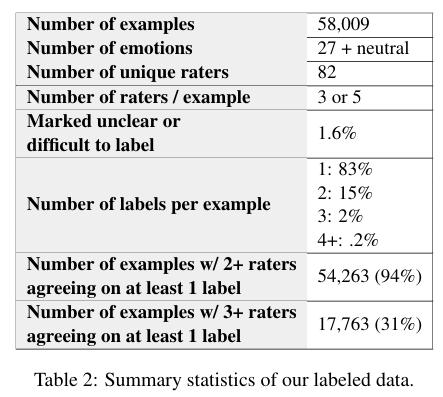 Number of examples 58,009
Number of emotions 27 + neutral
Number of unique raters 82
Number of raters / example 3 or 5
Marked unclear or
difficult to label 1.6%
Number of labels per example
1: 83%
2: 15%
3: 2%
4+: .2%
Number of examples w/ 2+ raters
agreeing on at least 1 label 54,263 (94%)
Number of examples w/ 3+ raters
agreeing on at least 1 label 17,763 (31%)
Table 2: Summary statistics of our labeled data.